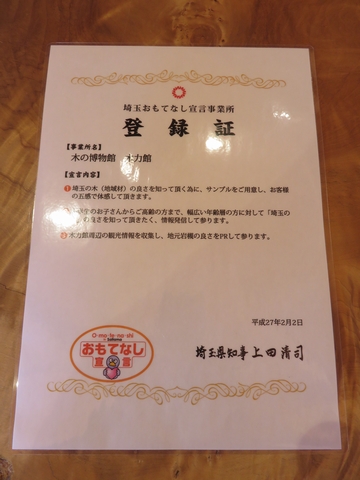 埼玉おもてなし宣言事業所
登録証
【事業所名】
木の博物館 木力館
【宣言内容】
❶埼玉の木(地域材)の良さを知って頂く為に、サンプルをご用意し、お客様
の五感で体感して頂きます。
のお子さんからご高齢の方まで、幅広い年齢層の方に対して「埼玉の
の良さを知って頂きたく、情報発信して参ります。
木力館周辺の観光情報を収集し、地元岩槻の良さをPRして参ります。
平成27年2月2日
埼玉県知事 上田清司
O-mo-te-na-shi
おもてなし
宣言